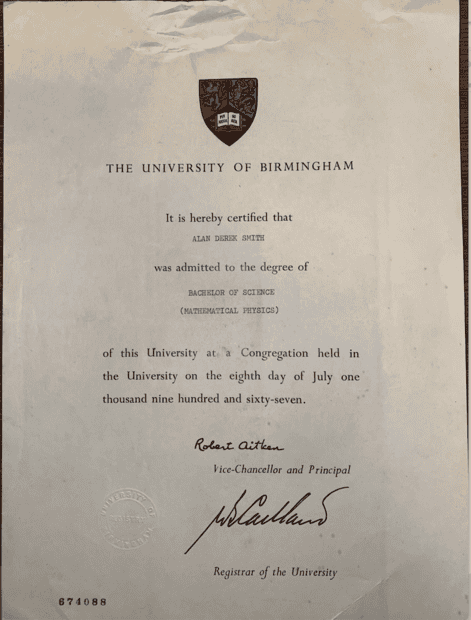 THE UNIVERSITY OF BIRMINGHAM
It is hereby certified that
ALAN DEREK SMITH
was admitted to the degree of
BACHELOR OF SCIENCE
(MATHEMATICAL PHYSICS)
of this University at a Congregation held in
the University on the eighth day of July one
thousand nine hundred and sixty-seven.
Robert Aitken
Vice-Chancellor and Principal
Registrar of the University
UNIVERSITY OF
674088